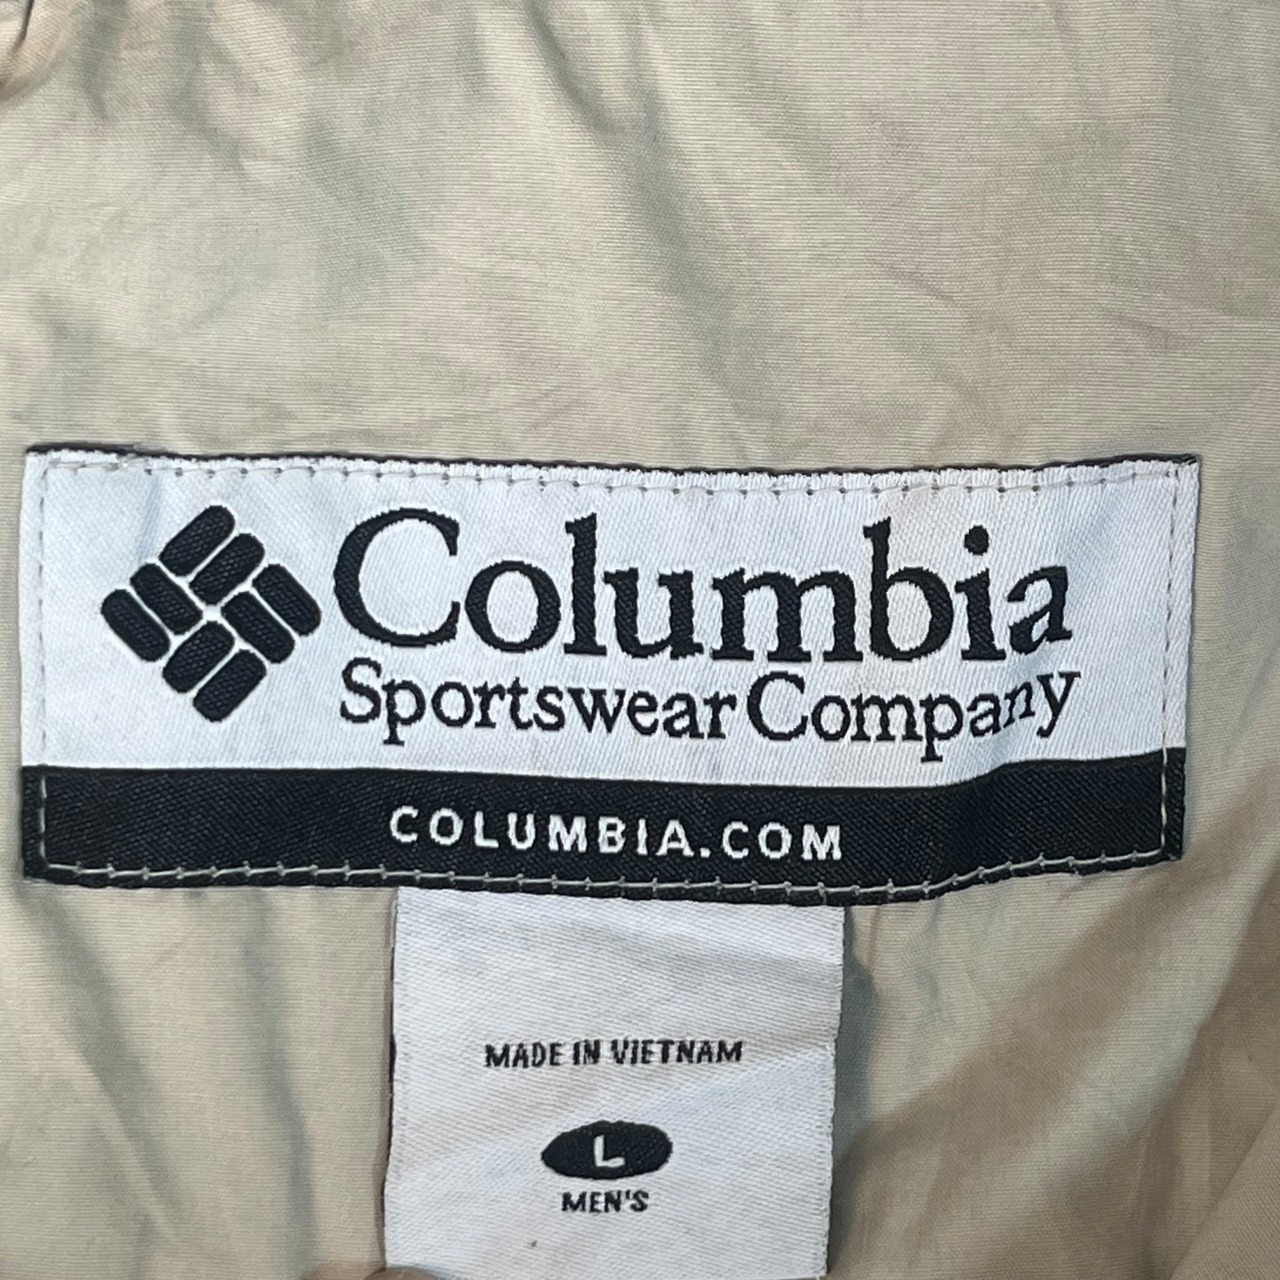 Columbia
Sportswear Company
COLUMBIA.COM
MADE IN VIETNAM
L
MEN'S